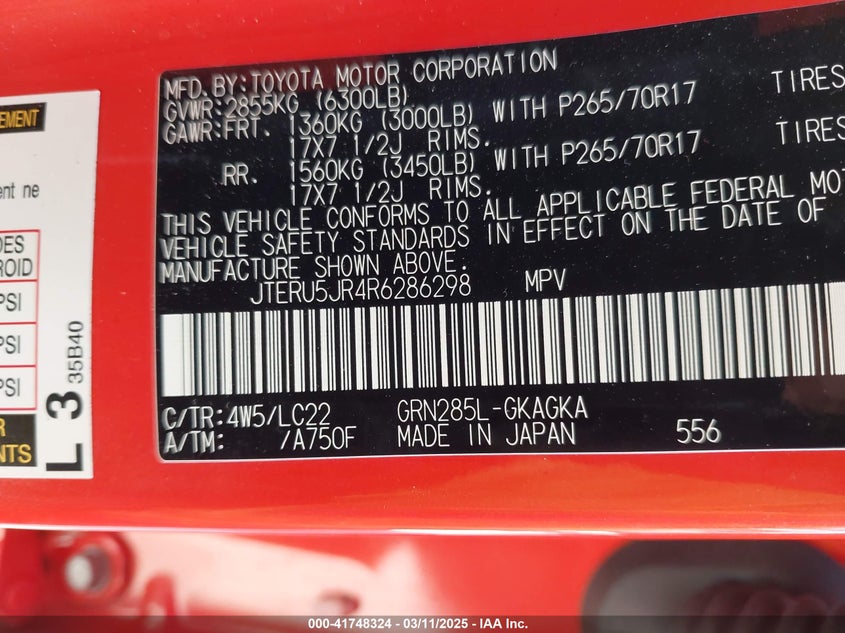 MFD. BY: TOYOTA MOTOR CORPORATION
GVWR: 2855KG (6300LB)
GAWR: FRT. 1360KG (3000LB) WITH P265/70R17 TIRES
17X7 1/2J RIMS.
RR. 1560KG (3450LB) WITH P265/70R17 TIRES
17X7 1/2J RIMS.
THIS VEHICLE CONFORMS TO ALL APPLICABLE FEDERAL MOT
VEHICLE SAFETY STANDARDS IN EFFECT ON THE DATE OF
MANUFACTURE SHOWN ABOVE.
JTERU5JR4R6286298 MPV
C/TR: 4W5/LC22 GRN285L-GKAGKA
A/TM: /A750F MADE IN JAPAN 556
EMENT
ent ne
DES
ROID
PSI
PSI
PSI
R
NTS
L 3 35B40
000-41748324 - 03/11/2025 - IAA Inc.